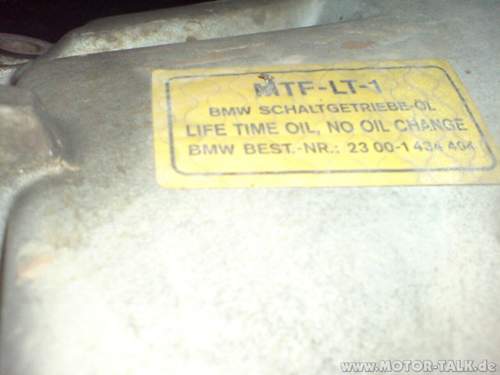 MTF-LT-1
BMW SCHALTGETRIEBE-ÖL
LIFE TIME OIL, NO OIL CHANGE
BMW BEST.-NR.: 23 00-1 434 404
www.MOTOR-TALK.de